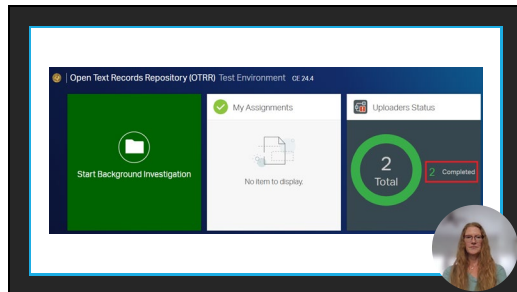 Open Text Records Repository (OTRR) Test Environment CE 24.4
My Assignments
Uploaders Status
Start Background Investigation
No item to display.
2
Total
2 Completed